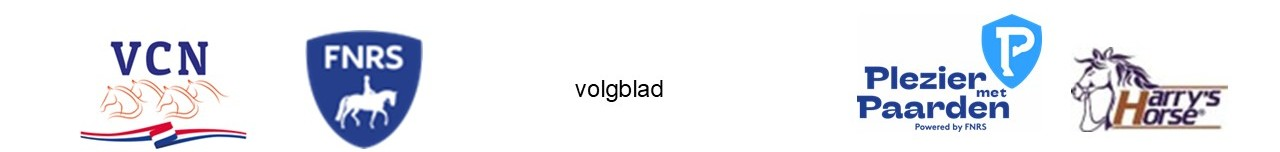 VCN
FNRS
volgblad
Plezier
met
Paarden
Powered by FNRS
Harry's
Horse®